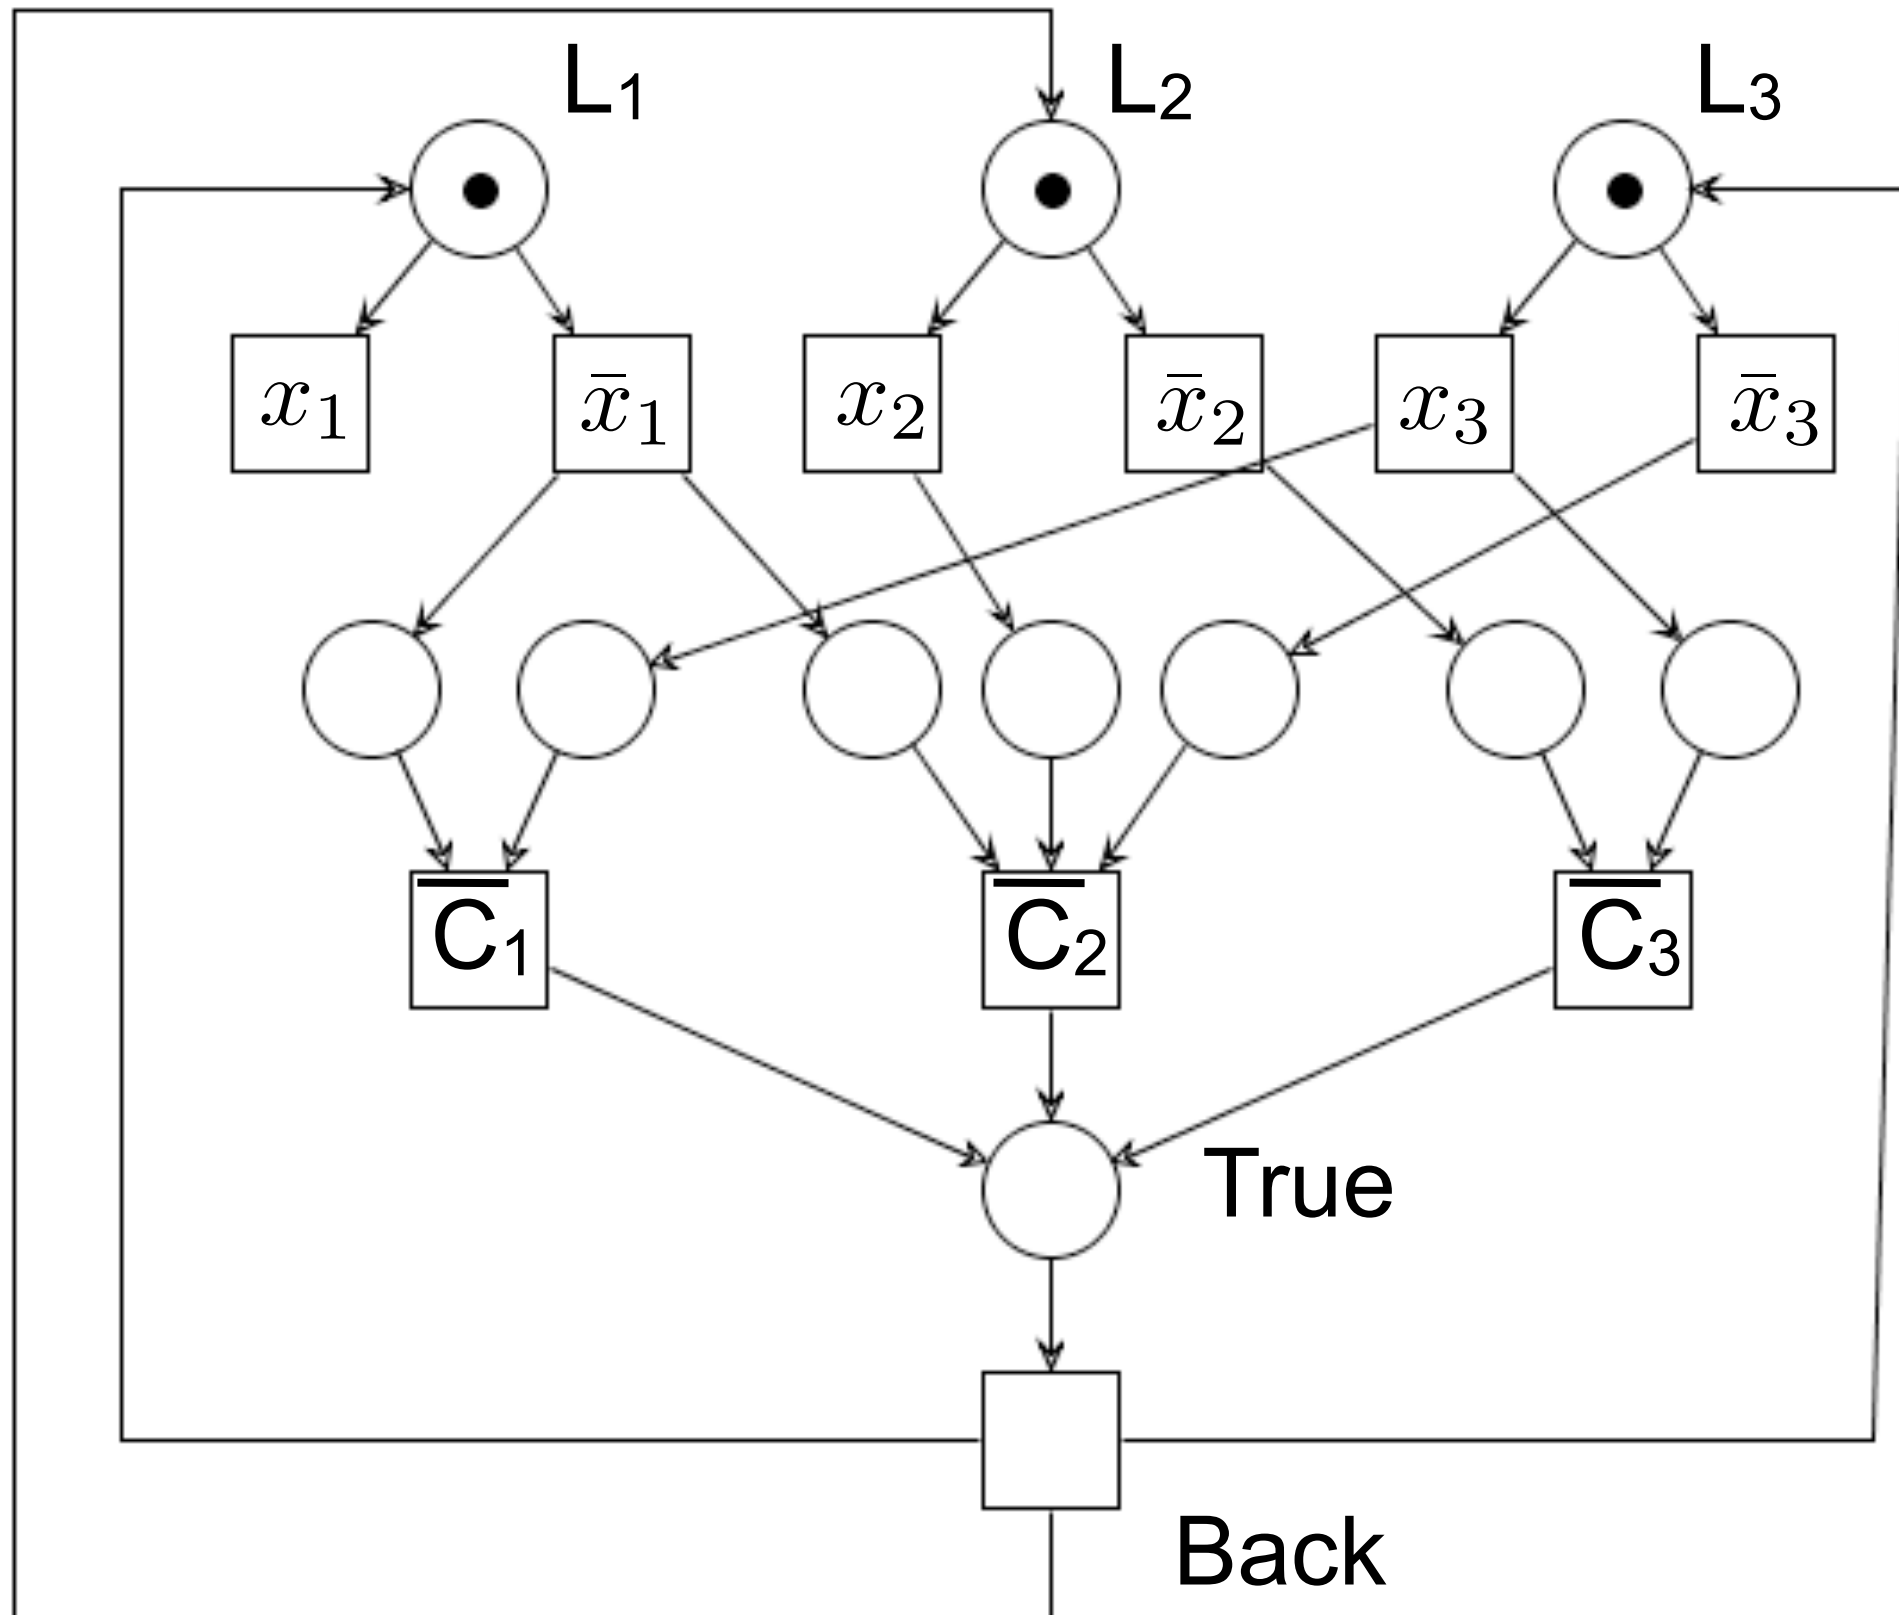 L₁ L₂ L₃
x₁ x̄₁ x₂ x̄₂ x₃ x̄₃
C̅₁ C̅₂ C̅₃
True
Back